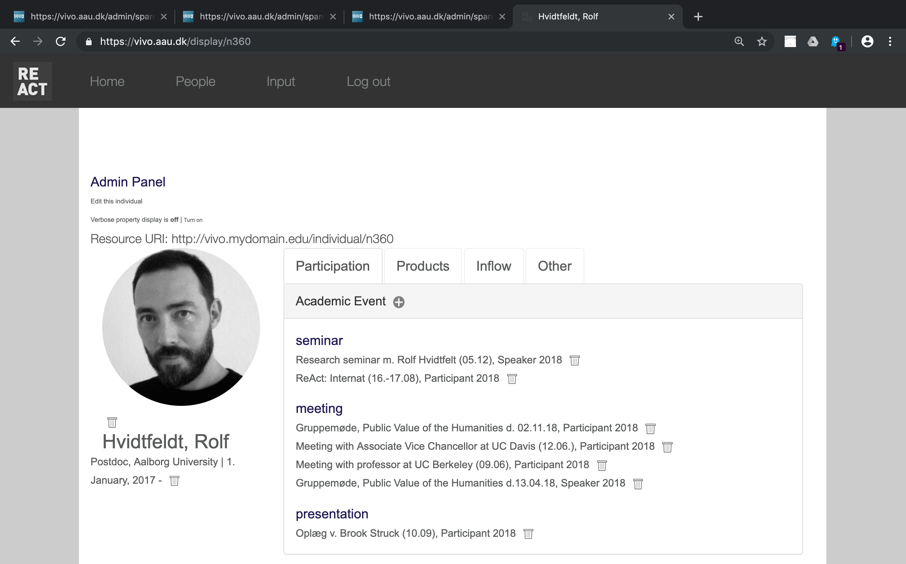 https://vivo.aau.dk/admin/spar
https://vivo.aau.dk/admin/spar
https://vivo.aau.dk/admin/spar
Hvidtfeldt, Rolf
https://vivo.aau.dk/display/n360
1
RE
ACT
Home
People
Input
Log out
Admin Panel
Edit this individual
Verbose property display is off | Turn on
Resource URI: http://vivo.mydomain.edu/individual/n360
Participation
Products
Inflow
Other
Academic Event
seminar
Research seminar m. Rolf Hvidtfelt (05.12), Speaker 2018
ReAct: Internat (16.-17.08), Participant 2018
meeting
Gruppemøde, Public Value of the Humanities d. 02.11.18, Participant 2018
Meeting with Associate Vice Chancellor at UC Davis (12.06.), Participant 2018
Meeting with professor at UC Berkeley (09.06), Participant 2018
Gruppemøde, Public Value of the Humanities d.13.04.18, Speaker 2018
presentation
Oplæg v. Brook Struck (10.09), Participant 2018
Hvidtfeldt, Rolf
Postdoc, Aalborg University | 1.
January, 2017 -